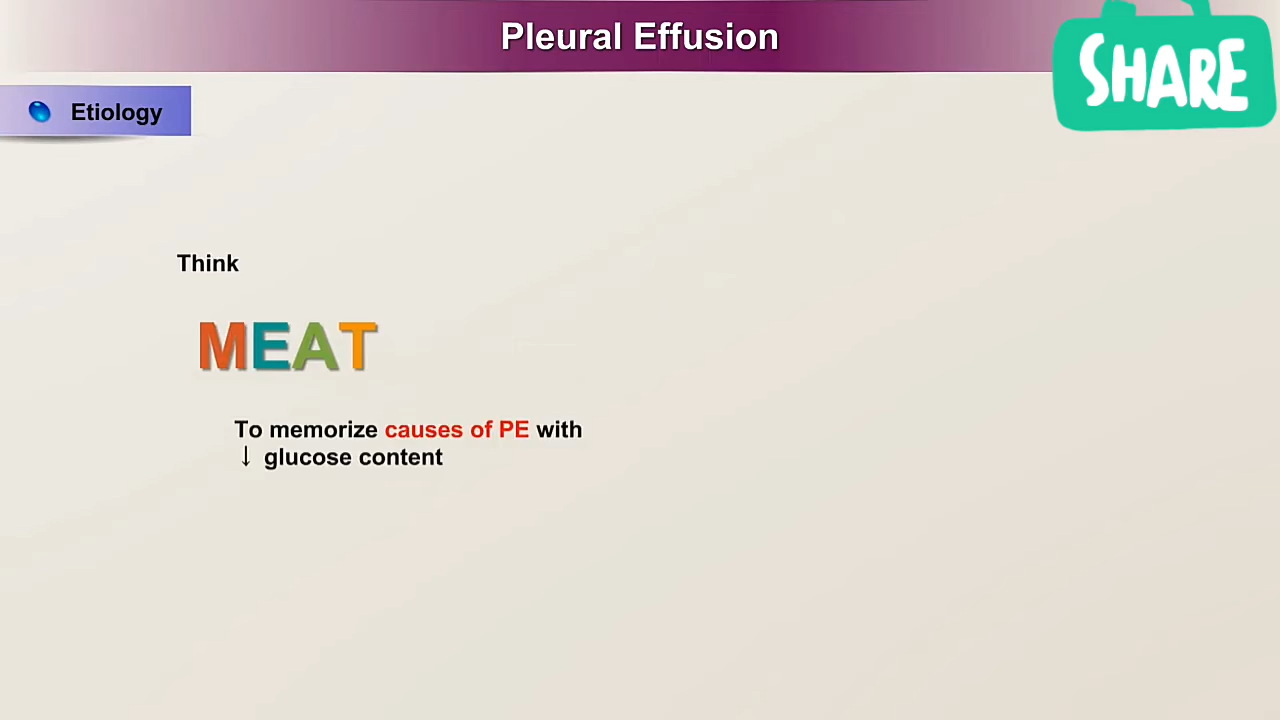 Pleural Effusion
SHARE
Etiology
Think
MEAT
To memorize causes of PE with
↓ glucose content